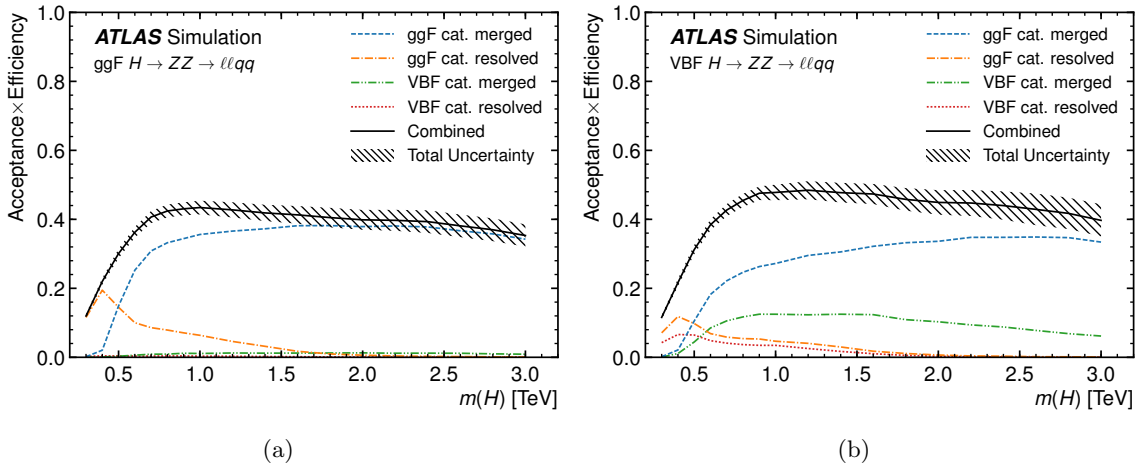 ATLAS Simulation
ggF H → ZZ → ℓℓqq
ggF cat. merged
ggF cat. resolved
VBF cat. merged
VBF cat. resolved
Combined
Total Uncertainty
Acceptance×Efficiency
1.0
0.8
0.6
0.4
0.2
0.0
0.5 1.0 1.5 2.0 2.5 3.0
m(H) [TeV]
(a)
ATLAS Simulation
VBF H → ZZ → ℓℓqq
ggF cat. merged
ggF cat. resolved
VBF cat. merged
VBF cat. resolved
Combined
Total Uncertainty
Acceptance×Efficiency
1.0
0.8
0.6
0.4
0.2
0.0
0.5 1.0 1.5 2.0 2.5 3.0
m(H) [TeV]
(b)